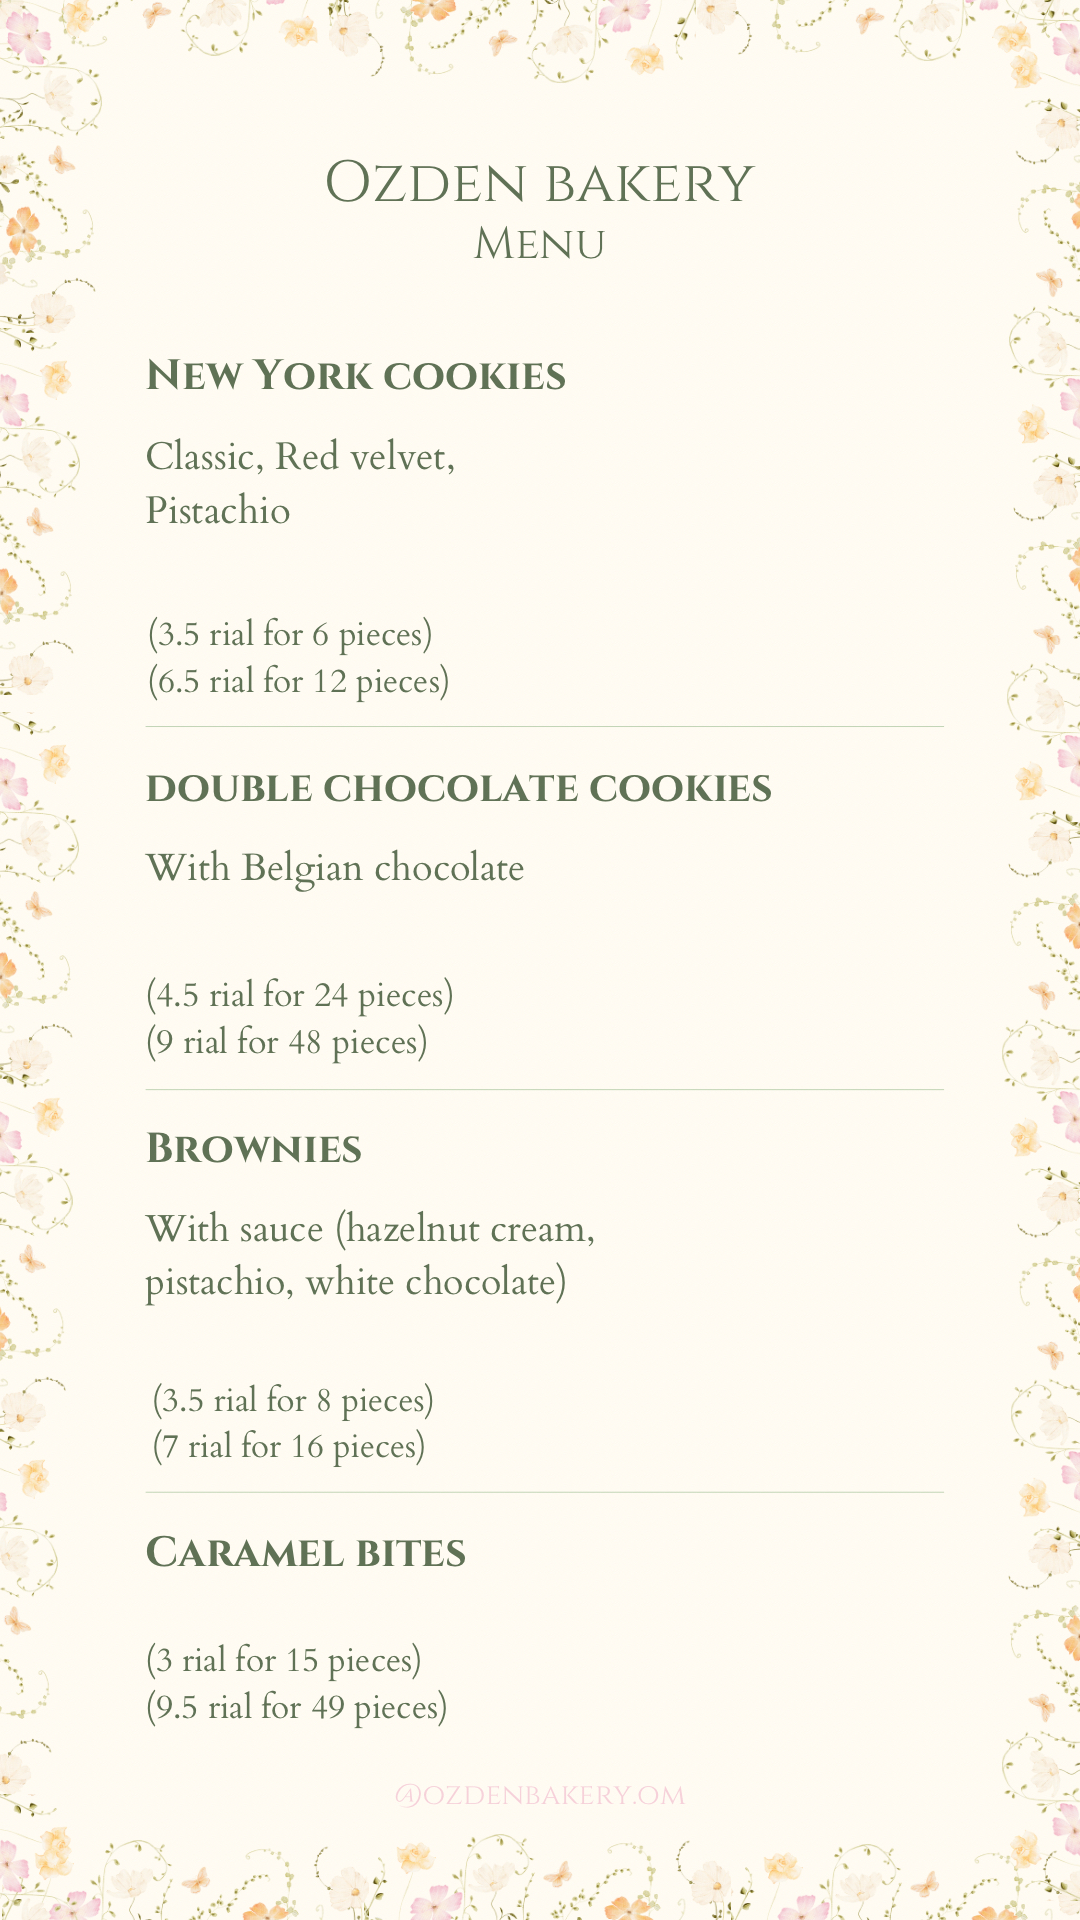 Ozden bakery
Menu
New York cookies
Classic, Red velvet,
Pistachio
(3.5 rial for 6 pieces)
(6.5 rial for 12 pieces)
double chocolate cookies
With Belgian chocolate
(4.5 rial for 24 pieces)
(9 rial for 48 pieces)
Brownies
With sauce (hazelnut cream,
pistachio, white chocolate)
(3.5 rial for 8 pieces)
(7 rial for 16 pieces)
Caramel bites
(3 rial for 15 pieces)
(9.5 rial for 49 pieces)
@ozdenbakery.om